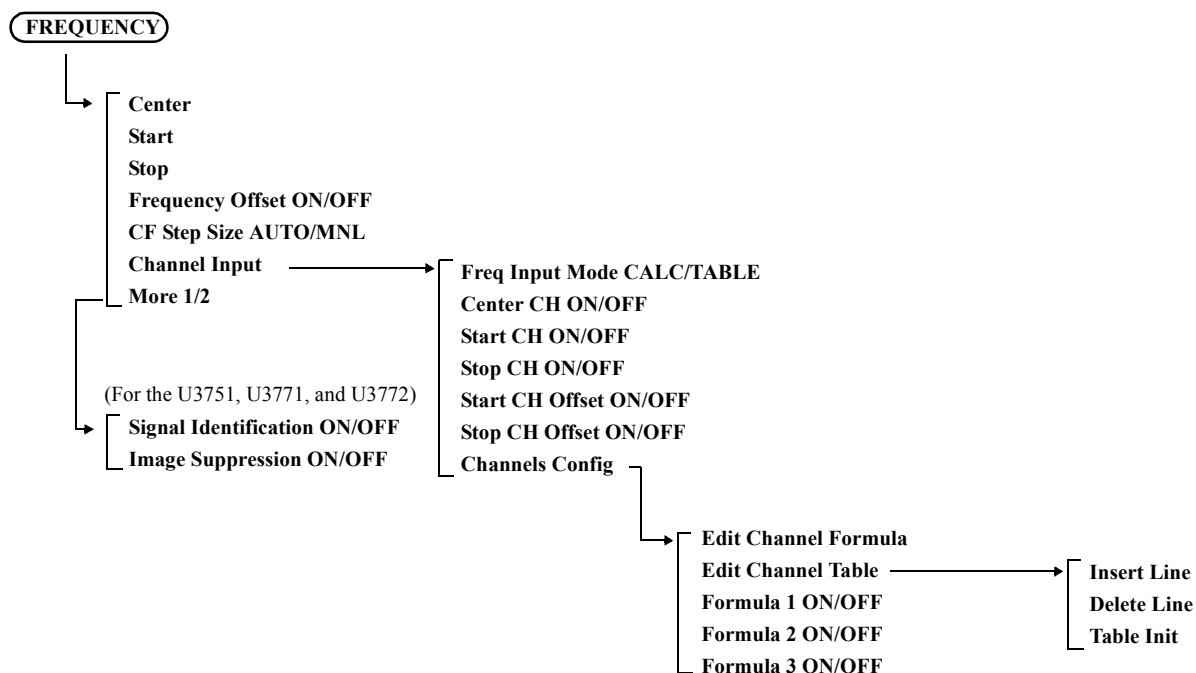 FREQUENCY
Center
Start
Stop
Frequency Offset ON/OFF
CF Step Size AUTO/MNL
Channel Input
More 1/2
(For the U3751, U3771, and U3772)
Signal Identification ON/OFF
Image Suppression ON/OFF
Freq Input Mode CALC/TABLE
Center CH ON/OFF
Start CH ON/OFF
Stop CH ON/OFF
Start CH Offset ON/OFF
Stop CH Offset ON/OFF
Channels Config
Edit Channel Formula
Edit Channel Table
Formula 1 ON/OFF
Formula 2 ON/OFF
Formula 3 ON/OFF
Insert Line
Delete Line
Table Init